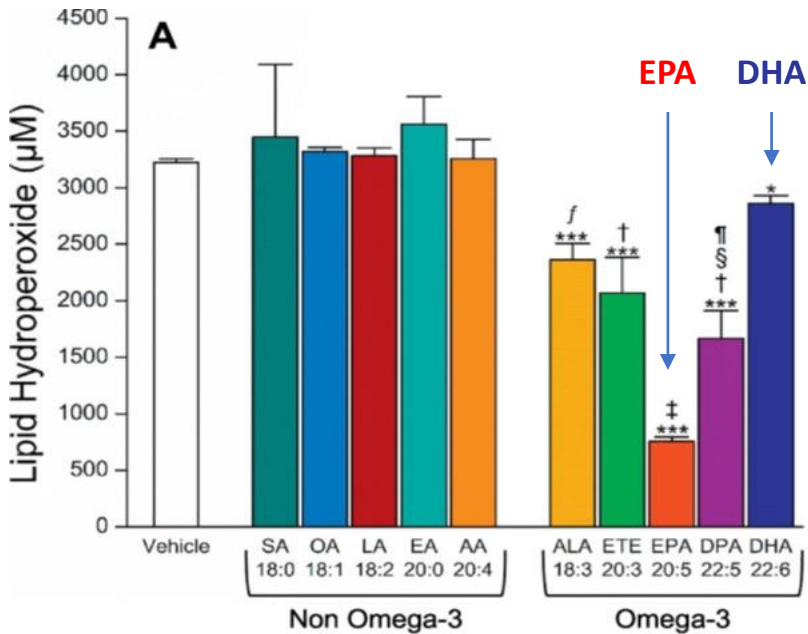 A
EPA DHA
Lipid Hydroperoxide (µM)
4500
4000
3500
3000
2500
2000
1500
1000
500
0
ƒ
***
†
***
‡
***
¶
§
†
***
*
Vehicle SA OA LA EA AA ALA ETE EPA DPA DHA
18:0 18:1 18:2 20:0 20:4 18:3 20:3 20:5 22:5 22:6
Non Omega-3 Omega-3